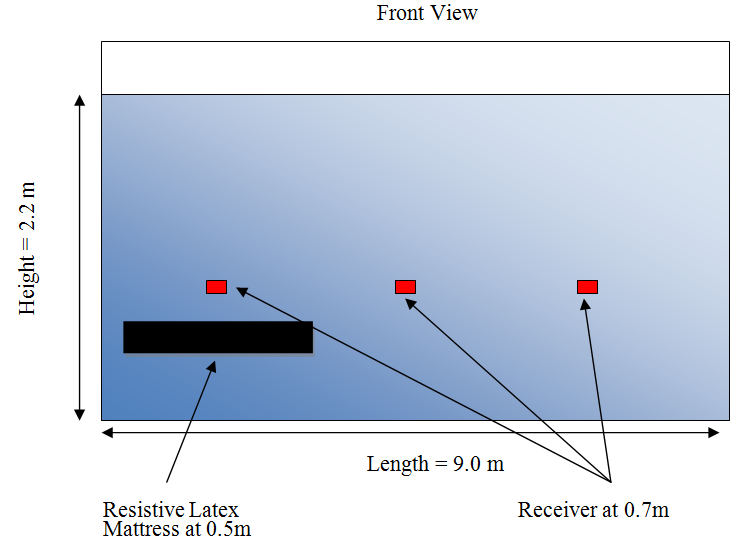 Front View
Height = 2.2 m
Length = 9.0 m
Resistive Latex
Mattress at 0.5m
Receiver at 0.7m